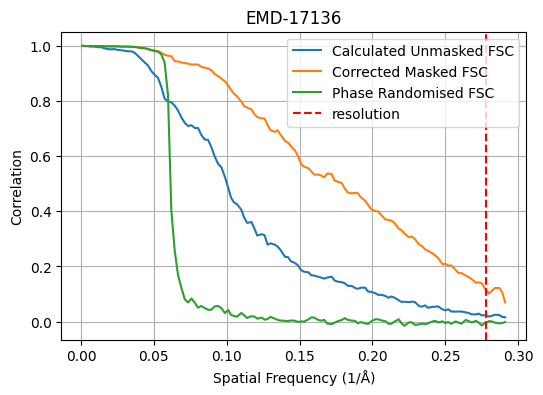 EMD-17136
Calculated Unmasked FSC
Corrected Masked FSC
Phase Randomised FSC
resolution
Correlation
1.0
0.8
0.6
0.4
0.2
0.0
0.00 0.05 0.10 0.15 0.20 0.25 0.30
Spatial Frequency (1/Å)